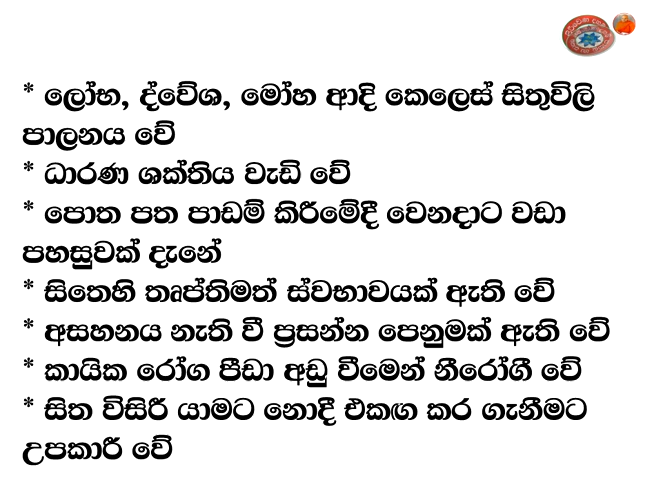 * ලෝභ, ද්වේශ, මෝහ ආදි කෙලෙස් සිතුවිලි
පාලනය වේ
* ධාරණ ශක්තිය වැඩි වේ
* පොත පත පාඩම් කිරීමේදී වෙනදාට වඩා
පහසුවක් දැනේ
* සිතෙහි තෘප්තිමත් ස්වභාවයක් ඇති වේ
* අසහනය නැති වී ප්‍රසන්න පෙනුමක් ඇති වේ
* කායික රෝග පීඩා අඩු වීමෙන් නීරෝගී වේ
* සිත විසිරී යාමට නොදී එකඟ කර ගැනීමට
උපකාරී වේ